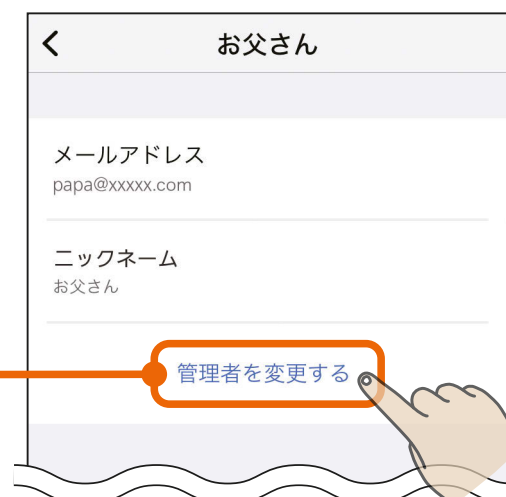 お父さん
メールアドレス
papa@xxxxx.com
ニックネーム
お父さん
管理者を変更する